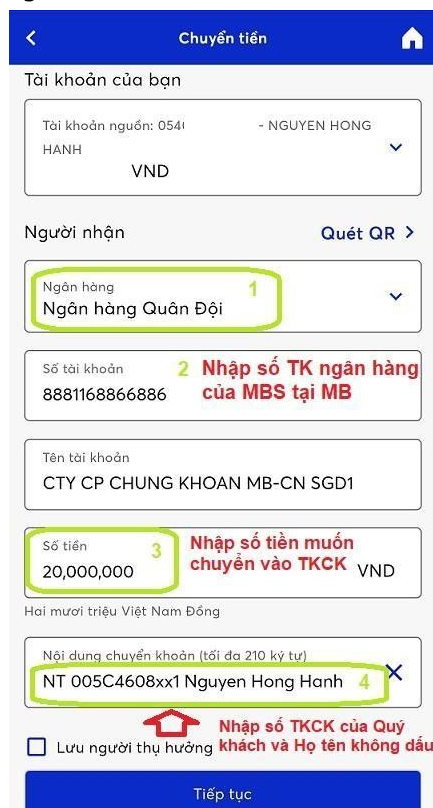 Chuyển tiền
Tài khoản của bạn
Tài khoản nguồn: 054 - NGUYEN HONG
HANH
VND
Người nhận
Quét QR >
Ngân hàng
1
Ngân hàng Quân Đội
Số tài khoản
2 Nhập số TK ngân hàng
8881168866886
của MBS tại MB
Tên tài khoản
CTY CP CHUNG KHOAN MB-CN SGD1
Số tiền
3
Nhập số tiền muốn
20,000,000
chuyển vào TKCK
VND
Hai mươi triệu Việt Nam Đồng
Nội dung chuyển khoản (tối đa 210 ký tự)
NT 005C4608xx1 Nguyen Hong Hanh 4
Nhập số TKCK của Quý
Lưu người thụ hưởng
khách và Họ tên không dấu
Tiếp tục